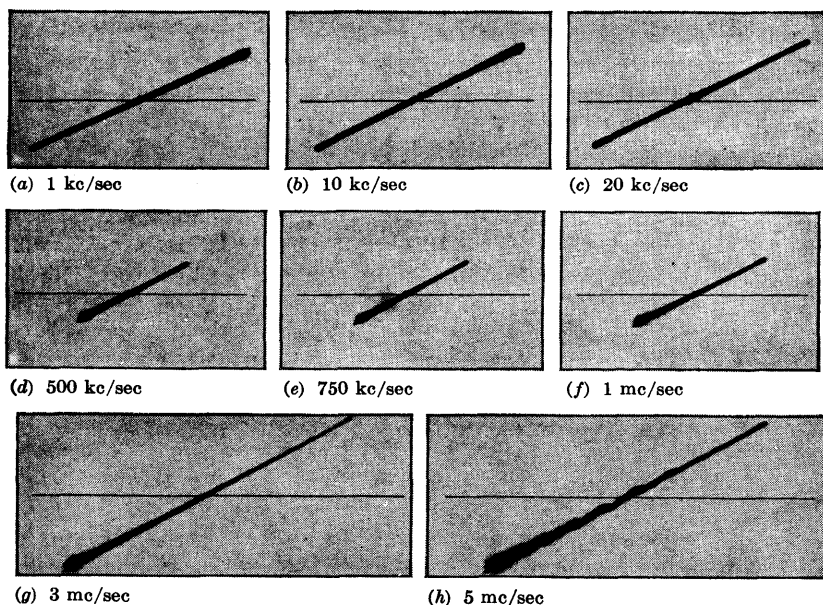 (a) 1 kc/sec
(b) 10 kc/sec
(c) 20 kc/sec
(d) 500 kc/sec
(e) 750 kc/sec
(f) 1 mc/sec
(g) 3 mc/sec
(h) 5 mc/sec